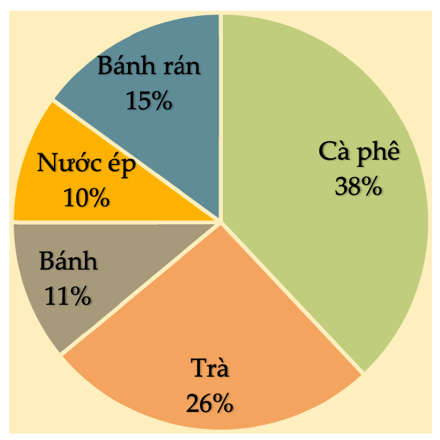 Bánh rán
15%
Cà phê
38%
Nước ép
10%
Bánh
11%
Trà
26%